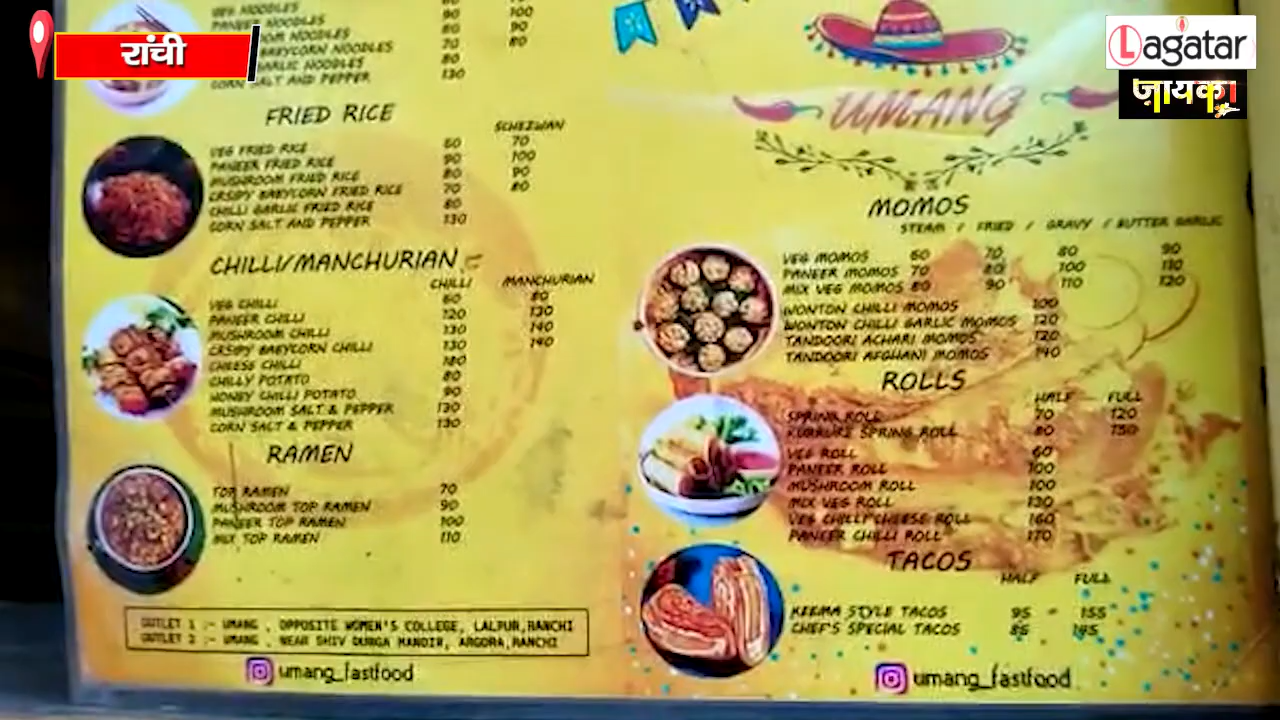 रांची
Lagatar
ज़ायका
VEG NOODLES 80
PANEER NOODLES 90 100
NOODLES 80 90
BABYCORN NOODLES 70 80
GARLIC NOODLES 80
CORN SALT AND PEPPER 130
FRIED RICE
SCHEZWAN
VEG FRIED RICE 60 70
PANEER FRIED RICE 90 100
MUSHROOM FRIED RICE 80 90
CRSIPY BABYCORN FRIED RICE 70 80
CHILLI GARLIC FRIED RICE 80
CORN SALT AND PEPPER 130
CHILLI/MANCHURIAN
CHILLI MANCHURIAN
VEG CHILLI 60 80
PANEER CHILLI 120 130
MUSHROOM CHILLI 130 140
CRSIPY BABYCORN CHILLI 130 140
CHEESE CHILLI 180
CHILLY POTATO 80
HONEY CHILLI POTATO 90
MUSHROOM SALT & PEPPER 130
CORN SALT & PEPPER 130
RAMEN
TOP RAMEN 70
MUSHROOM TOP RAMEN 90
PANEER TOP RAMEN 100
MIX TOP RAMEN 110
OUTLET 1 :- UMANG , OPPOSITE WOMEN'S COLLEGE, LALPUR,RANCHI
OUTLET 2 :- UMANG , NEAR SHIV DURGA MANDIR, ARGORA,RANCHI
umang_fastfood
UMANG
MOMOS
STEAM / FRIED / GRAVY / BUTTER GARLIC
VEG MOMOS 60 70 80 90
PANEER MOMOS 70 80 100 110
MIX VEG MOMOS 80 90 110 120
WONTON CHILLI MOMOS 100
WONTON CHILLI GARLIC MOMOS 120
TANDOORI ACHARI MOMOS 120
TANDOORI AFGHANI MOMOS 140
ROLLS
HALF FULL
SPRING ROLL 70 120
KURKURE SPRING ROLL 80 150
VEG ROLL 60
PANEER ROLL 100
MUSHROOM ROLL 100
MIX VEG ROLL 130
VEG CHILLI CHEESE ROLL 160
PANEER CHILLI ROLL 170
TACOS
HALF FULL
KEEMA STYLE TACOS 95 - 155
CHEF'S SPECIAL TACOS 85 145
umang_fastfood